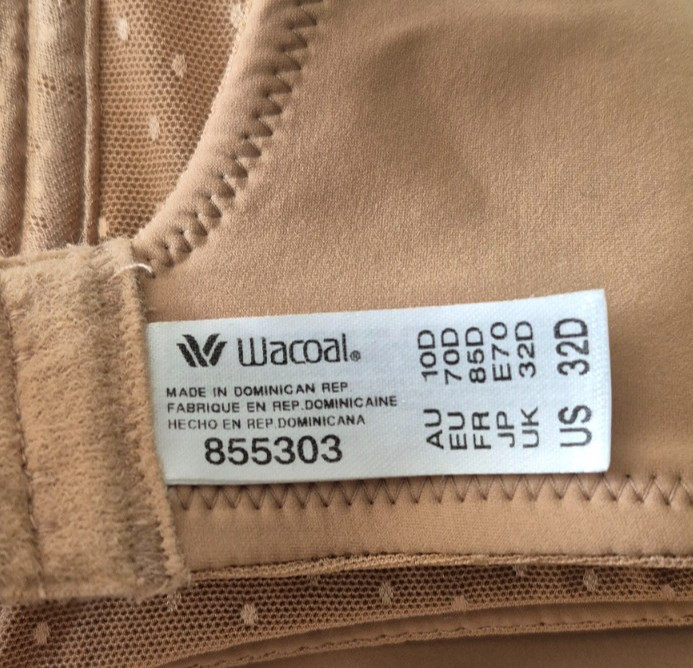 Wacoal®
MADE IN DOMINICAN REP
FABRIQUE EN REP.DOMINICAINE
HECHO EN REP.DOMINICANA
855303
AU 10D
EU 70D
FR 85D
JP E70
UK 32D
US 32D